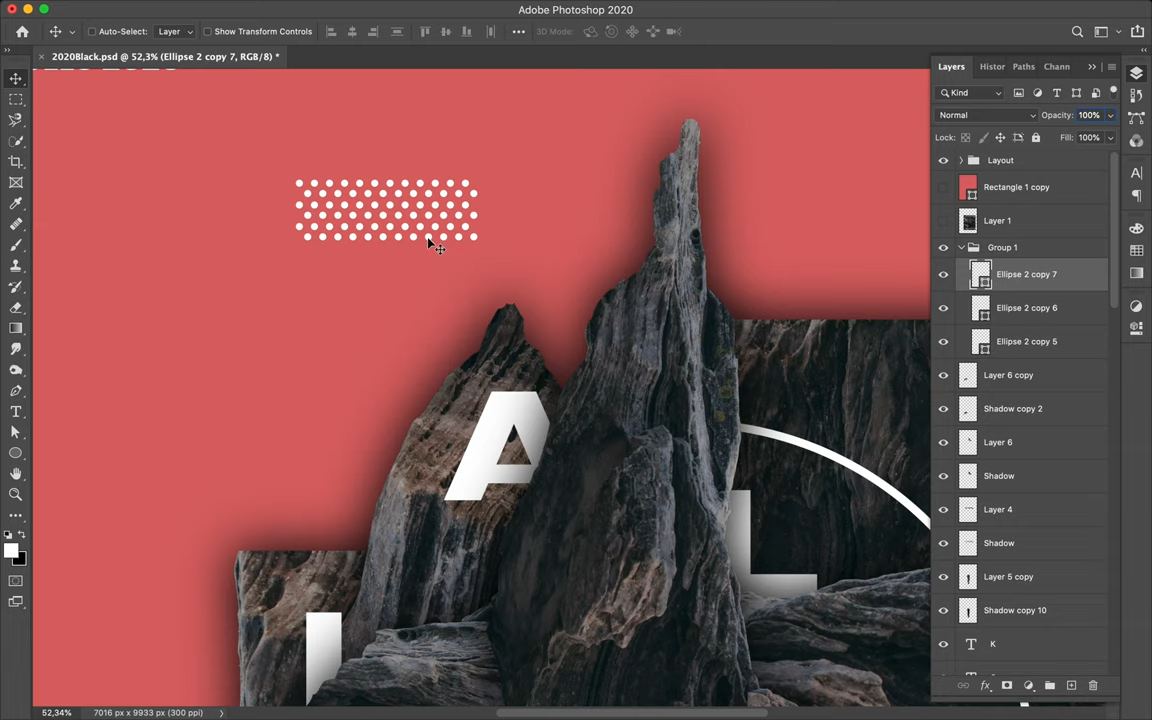 Adobe Photoshop 2020
Auto-Select: Layer Show Transform Controls ••• 3D Mode:
2020Black.psd @ 52,3% (Ellipse 2 copy 7, RGB/8) *
Layers Histor Paths Chann
Kind
Normal Opacity: 100%
Lock: Fill: 100%
Layout
Rectangle 1 copy
Layer 1
Group 1
Ellipse 2 copy 7
Ellipse 2 copy 6
Ellipse 2 copy 5
Layer 6 copy
Shadow copy 2
Layer 6
Shadow
Layer 4
Shadow
Layer 5 copy
Shadow copy 10
K
A
L
52,34% 7016 px x 9933 px (300 ppi)